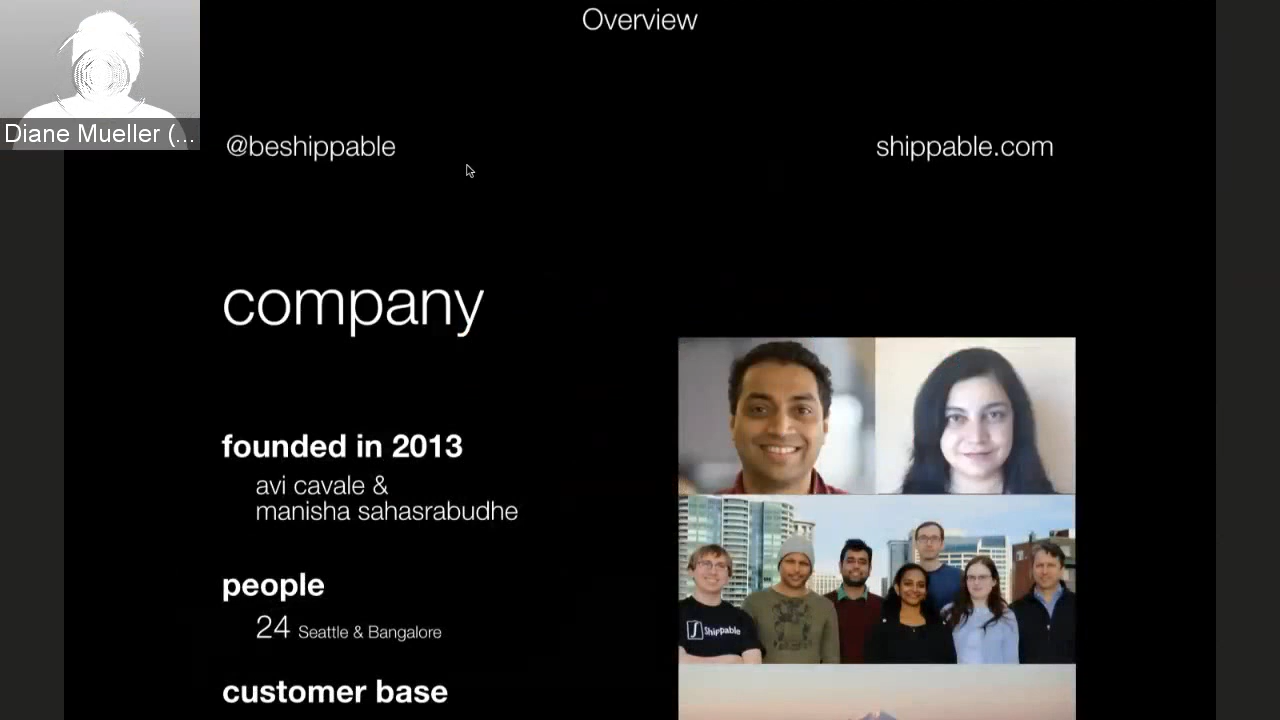 Overview
Diane Mueller (...
@beshippable
shippable.com
company
founded in 2013
avi cavale &
manisha sahasrabudhe
people
24 Seattle & Bangalore
Shippable
customer base